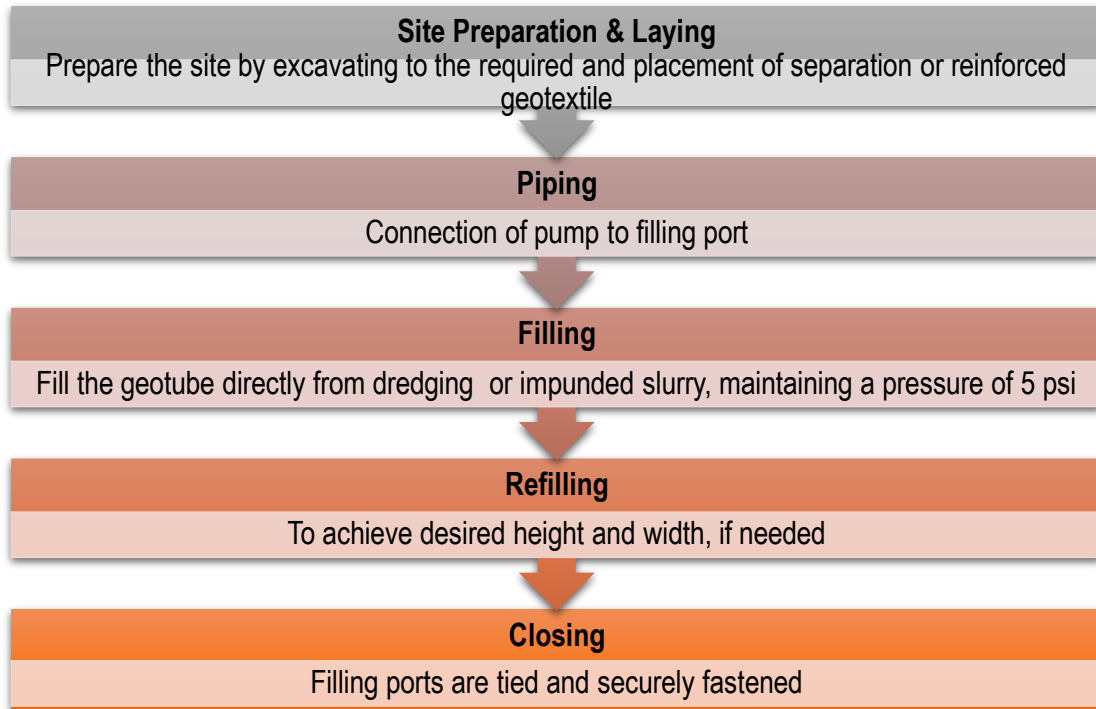 Site Preparation & Laying
Prepare the site by excavating to the required and placement of separation or reinforced
geotextile
Piping
Connection of pump to filling port
Filling
Fill the geotube directly from dredging  or impunded slurry, maintaining a pressure of 5 psi
Refilling
To achieve desired height and width, if needed
Closing
Filling ports are tied and securely fastened